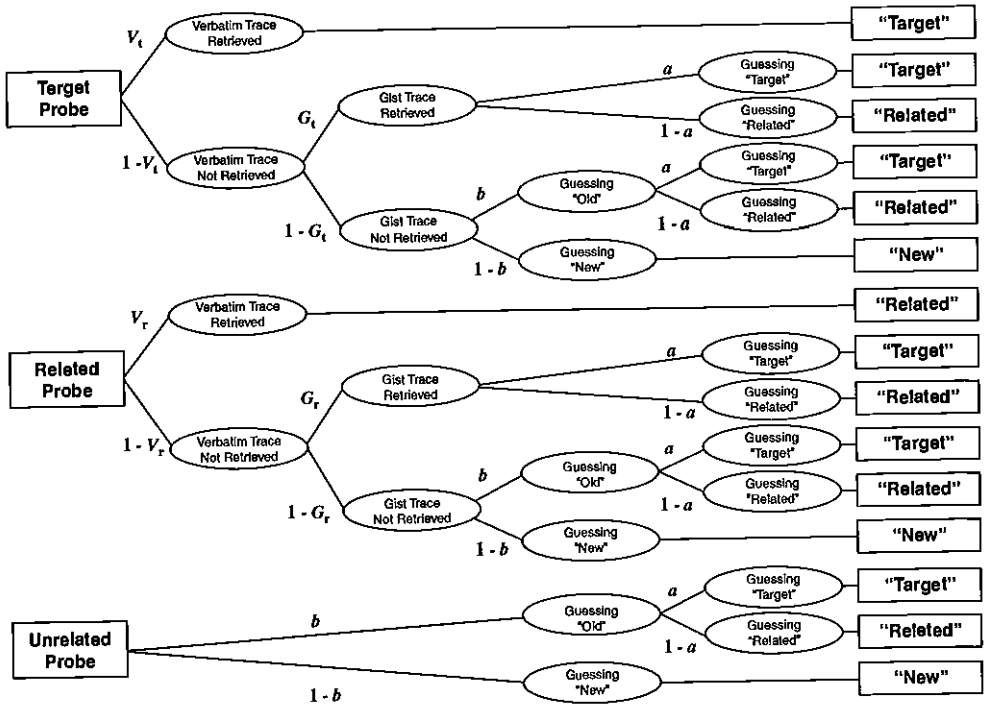 Verbatim Trace
Retrieved
"Target"
V_t
Guessing
"Target"
"Target"
a
Terget
Probe
Gist Trace
Retrieved
G_t
Guessing
"Related"
"Related"
1 - a
1 - V_t
Verbatim Trace
Not Retrieved
Guessing
"Target"
"Target"
a
b
Guessing
"Old"
Guessing
"Related"
"Related"
1 - a
1 - G_t
Gist Trace
Not Retrieved
1 - b
Guessing
"New"
"New"
Verbatim Trace
Retrieved
"Related"
V_r
Guessing
"Target"
"Target"
a
Releted
Probe
Gist Trace
Retrieved
G_r
Guessing
"Related"
"Related"
1 - a
1 - V_r
Verbatim Trace
Not Retrieved
Guessing
"Target"
"Target"
a
b
Guessing
"Old"
Guessing
"Related"
"Related"
1 - a
1 - G_r
Gist Trace
Not Retrieved
1 - b
Guessing
"New"
"New"
Guessing
"Target"
"Target"
a
b
Guessing
"Old"
Guessing
"Related"
"Releted"
1 - a
Unrelated
Probe
1 - b
Guessing
"New"
"New"